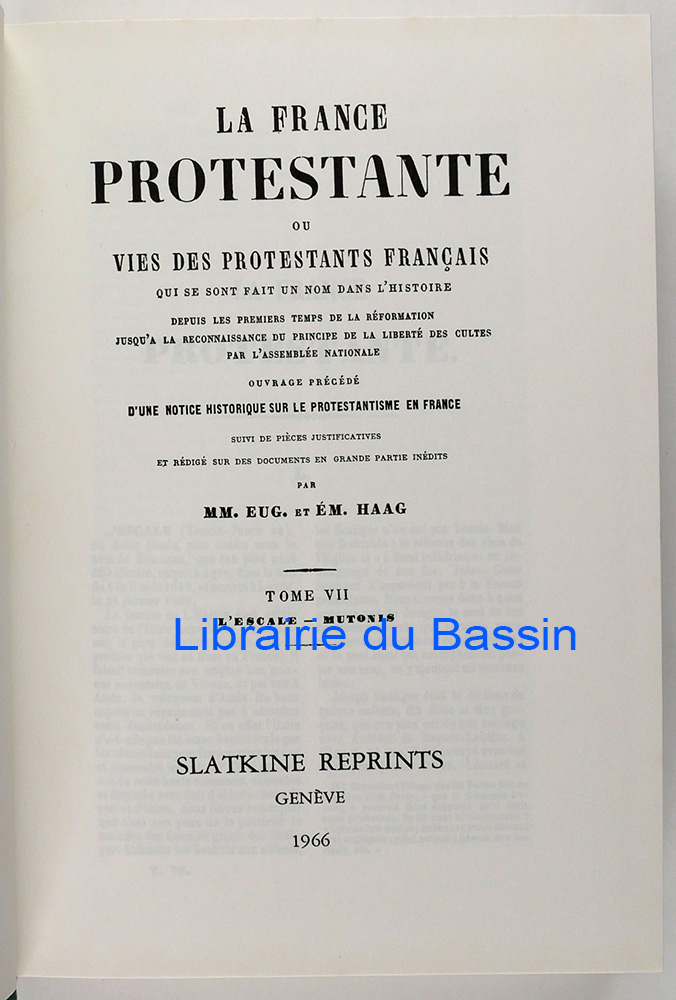 LA FRANCE
PROTESTANTE
OU
VIES DES PROTESTANTS FRANÇAIS
QUI SE SONT FAIT UN NOM DANS L'HISTOIRE
DEPUIS LES PREMIERS TEMPS DE LA RÉFORMATION
JUSQU'A LA RECONNAISSANCE DU PRINCIPE DE LA LIBERTÉ DES CULTES
PAR L'ASSEMBLÉE NATIONALE
OUVRAGE PRÉCÉDÉ
D'UNE NOTICE HISTORIQUE SUR LE PROTESTANTISME EN FRANCE
SUIVI DE PIÈCES JUSTIFICATIVES
ET RÉDIGÉ SUR DES DOCUMENTS EN GRANDE PARTIE INÉDITS
PAR
MM. EUG. ET ÉM. HAAG
TOME VII
L'ESCALE — MUTONIS
Librairie du Bassin
SLATKINE REPRINTS
GENÈVE
1966